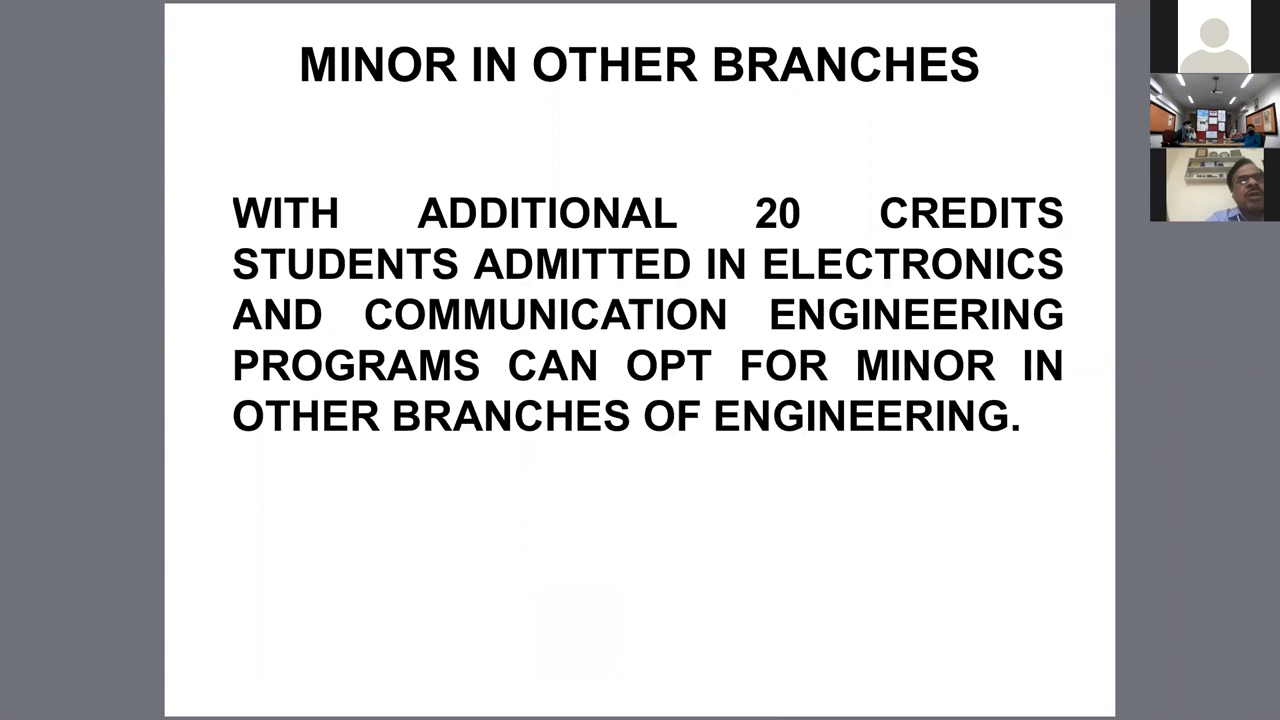 MINOR IN OTHER BRANCHES
WITH ADDITIONAL 20 CREDITS
STUDENTS ADMITTED IN ELECTRONICS
AND COMMUNICATION ENGINEERING
PROGRAMS CAN OPT FOR MINOR IN
OTHER BRANCHES OF ENGINEERING.